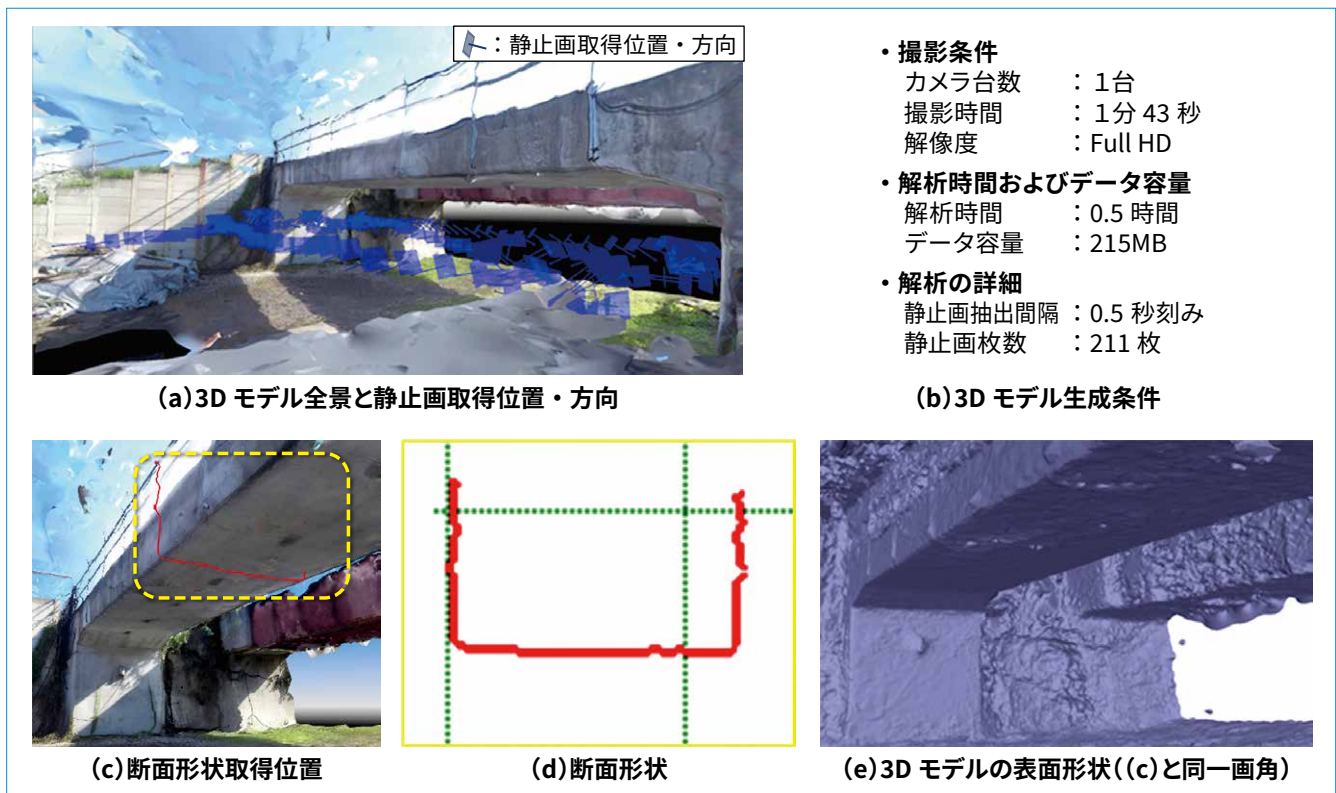 ：静止画取得位置・方向
・撮影条件
カメラ台数 ：１台
撮影時間 ：１分 43 秒
解像度 ：Full HD
・解析時間およびデータ容量
解析時間 ：0.5 時間
データ容量 ：215MB
・解析の詳細
静止画抽出間隔 ：0.5 秒刻み
静止画枚数 ：211 枚
(a)3D モデル全景と静止画取得位置・方向
(b)3D モデル生成条件
(c)断面形状取得位置
(d)断面形状
(e)3D モデルの表面形状((c)と同一画角)